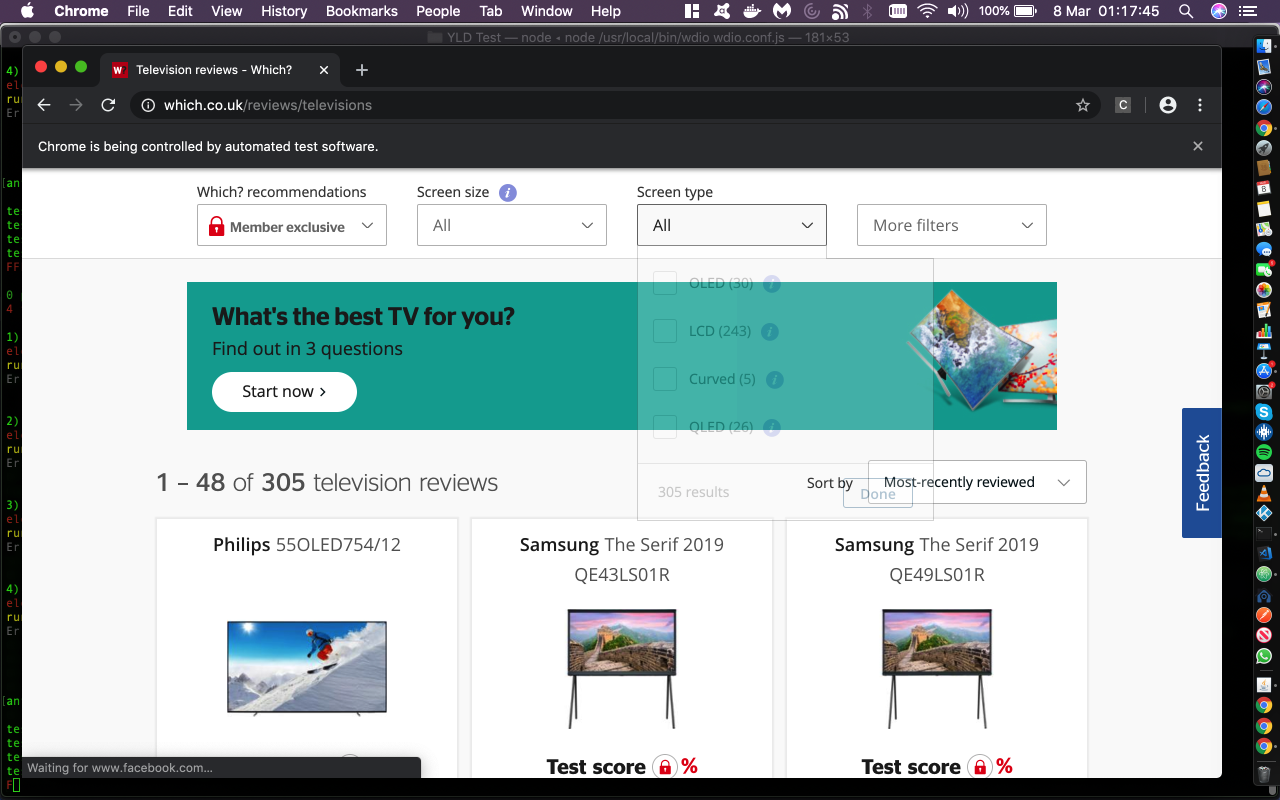 Chrome File Edit View History Bookmarks People Tab Window Help 100% 8 Mar 01:17:45
YLD Test — node • node /usr/local/bin/wdio wdio.conf.js — 181×53
Television reviews - Which?
which.co.uk/reviews/televisions
C
Chrome is being controlled by automated test software.
Which? recommendations
Screen size
Screen type
Member exclusive
All
All
More filters
OLED (30)
LCD (243)
Curved (5)
QLED (26)
305 results
Done
What's the best TV for you?
Find out in 3 questions
Start now ›
1 – 48 of 305 television reviews
Sort by
Most-recently reviewed
Feedback
Philips 55OLED754/12
Samsung The Serif 2019
QE43LS01R
Samsung The Serif 2019
QE49LS01R
Test score %
Test score %
Waiting for www.facebook.com...